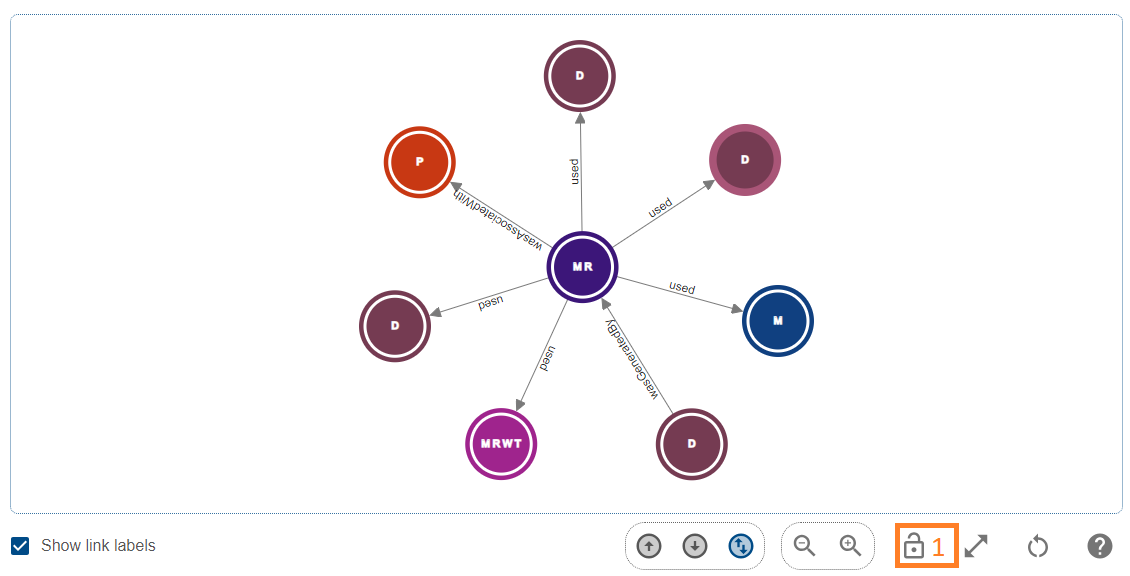 D
P
D
used
wasAssociatedWith
used
MR
used
M
D
used
used
wasGeneratedBy
MRWT
D
Show link labels
1
?